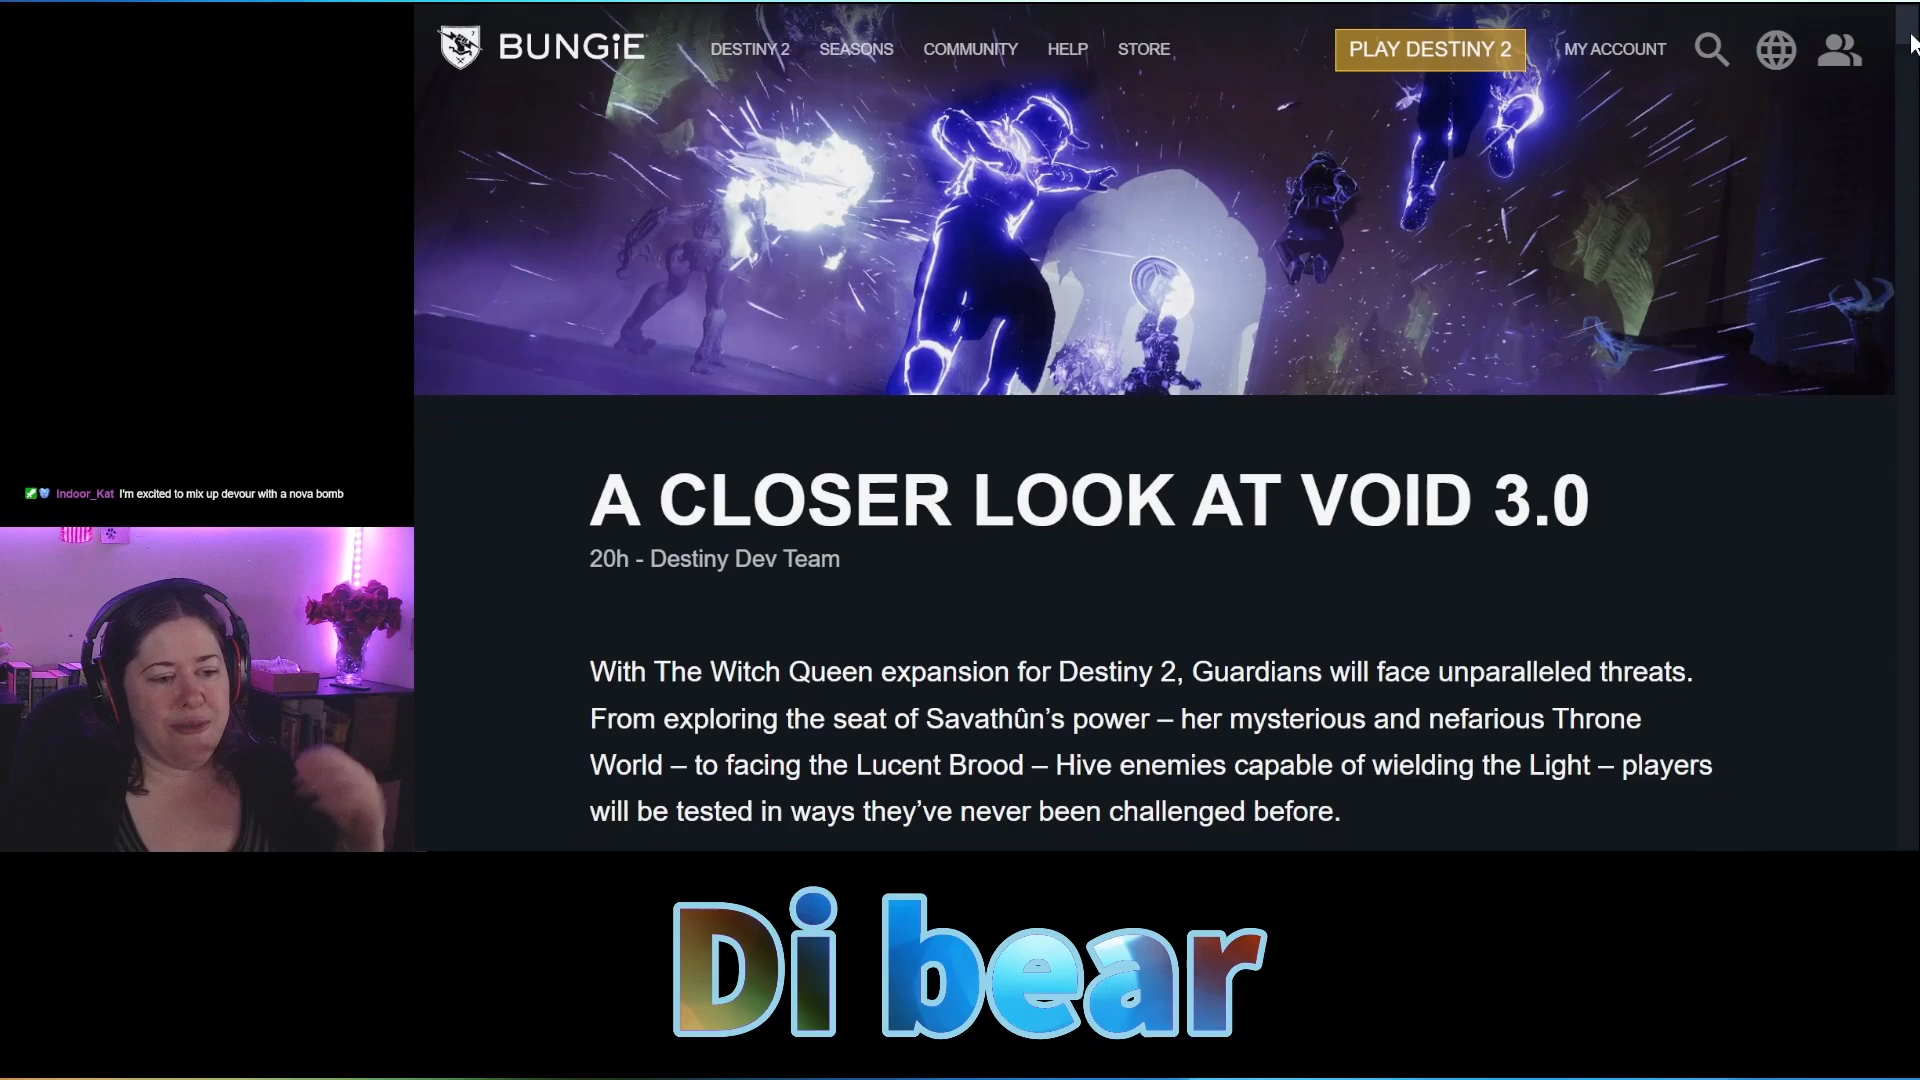 BUNGiE
DESTINY 2
SEASONS
COMMUNITY
HELP
STORE
PLAY DESTINY 2
MY ACCOUNT
A CLOSER LOOK AT VOID 3.0
20h - Destiny Dev Team
Indoor_Kat I'm excited to mix up devour with a nova bomb
With The Witch Queen expansion for Destiny 2, Guardians will face unparalleled threats.
From exploring the seat of Savathûn’s power – her mysterious and nefarious Throne
World – to facing the Lucent Brood – Hive enemies capable of wielding the Light – players
will be tested in ways they’ve never been challenged before.
Di bear